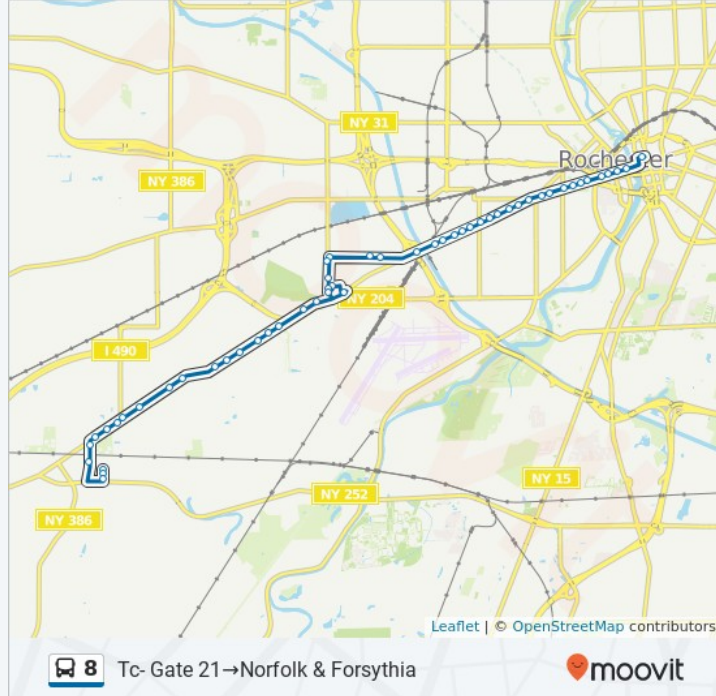 NY 31
Rochester
NY 386
NY 204
I 490
NY 15
NY 252
NY 386
Leaflet | © OpenStreetMap contributors
8 Tc- Gate 21→Norfolk & Forsythia
moovit